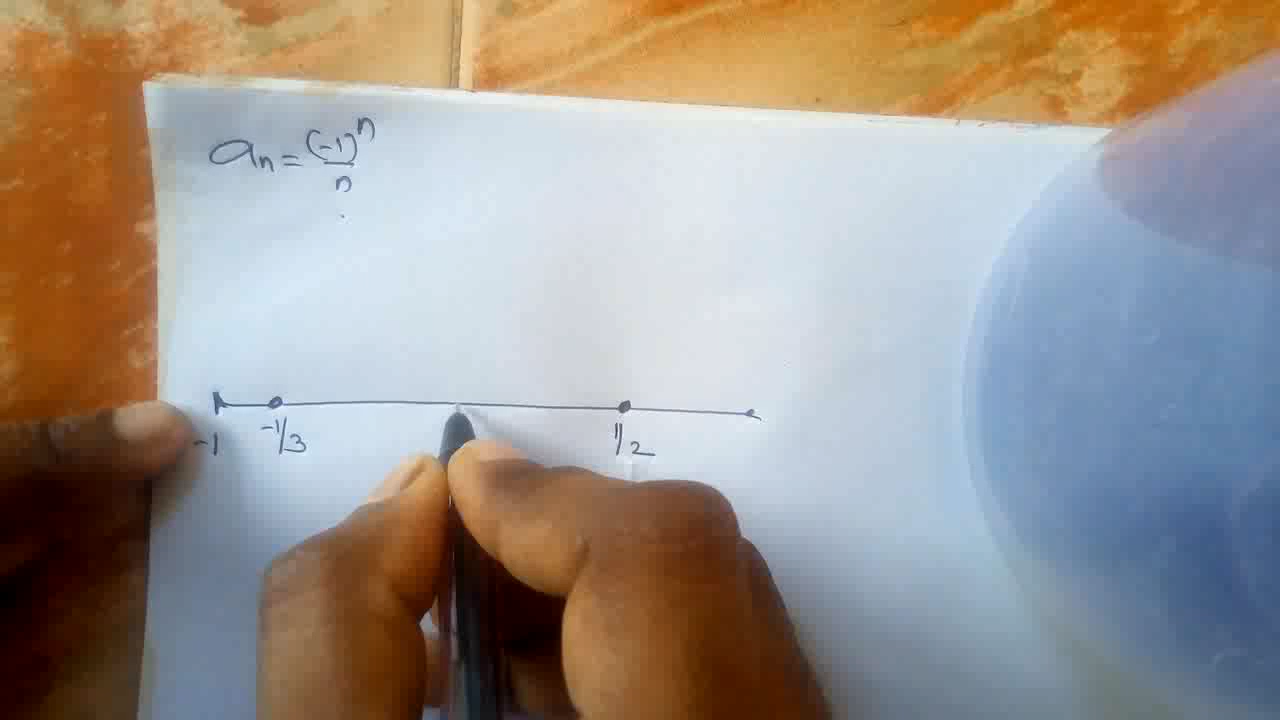 aₙ = (-1)ⁿ/n
-1 -1/3 1/2